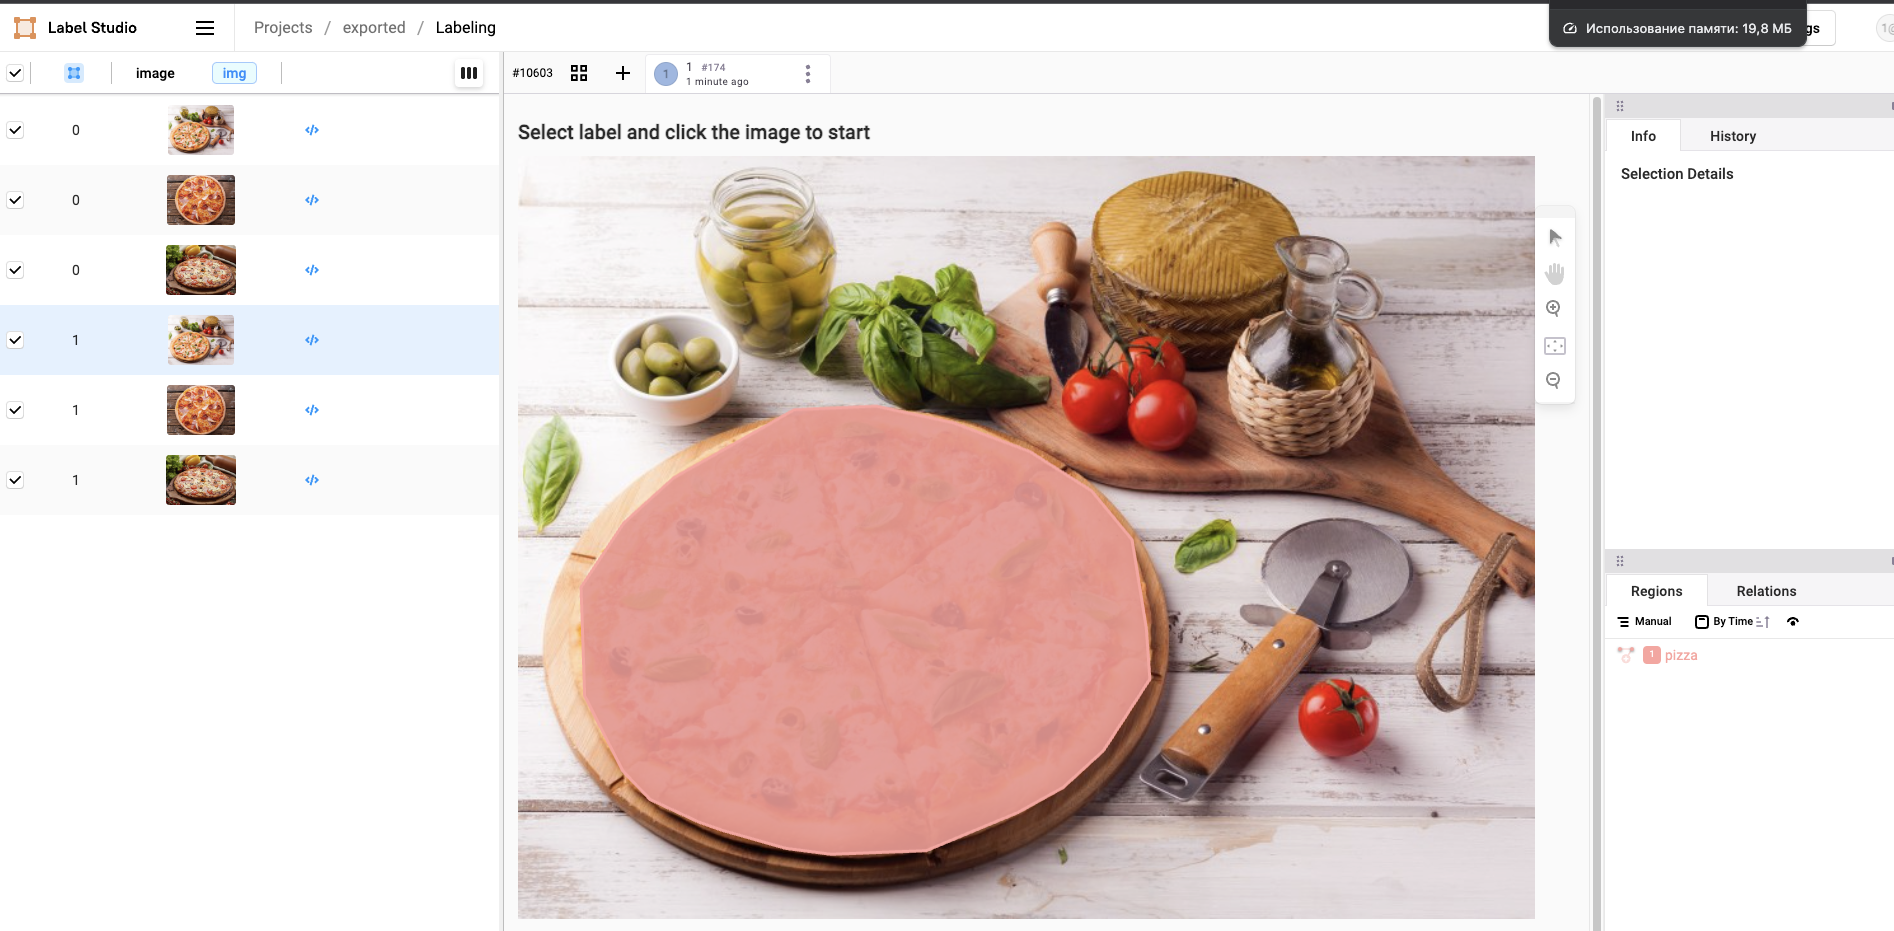 Label Studio
Projects / exported / Labeling
Использование памяти: 19,8 МБ
gs
1@
image
img
#10603
1
1 #174
1 minute ago
0
0
0
1
1
1
Select label and click the image to start
Info
History
Selection Details
Regions
Relations
Manual
By Time
1 pizza